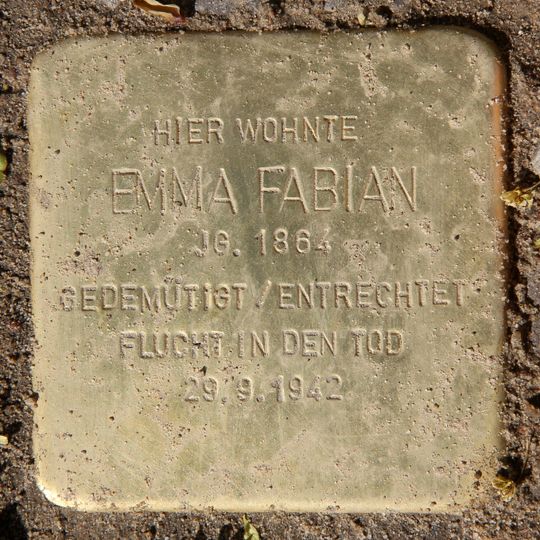 HIER WOHNTE
EMMA FABIAN
JG. 1864
GEDEMÜTIGT / ENTRECHTET
FLUCHT IN DEN TOD
29.9.1942